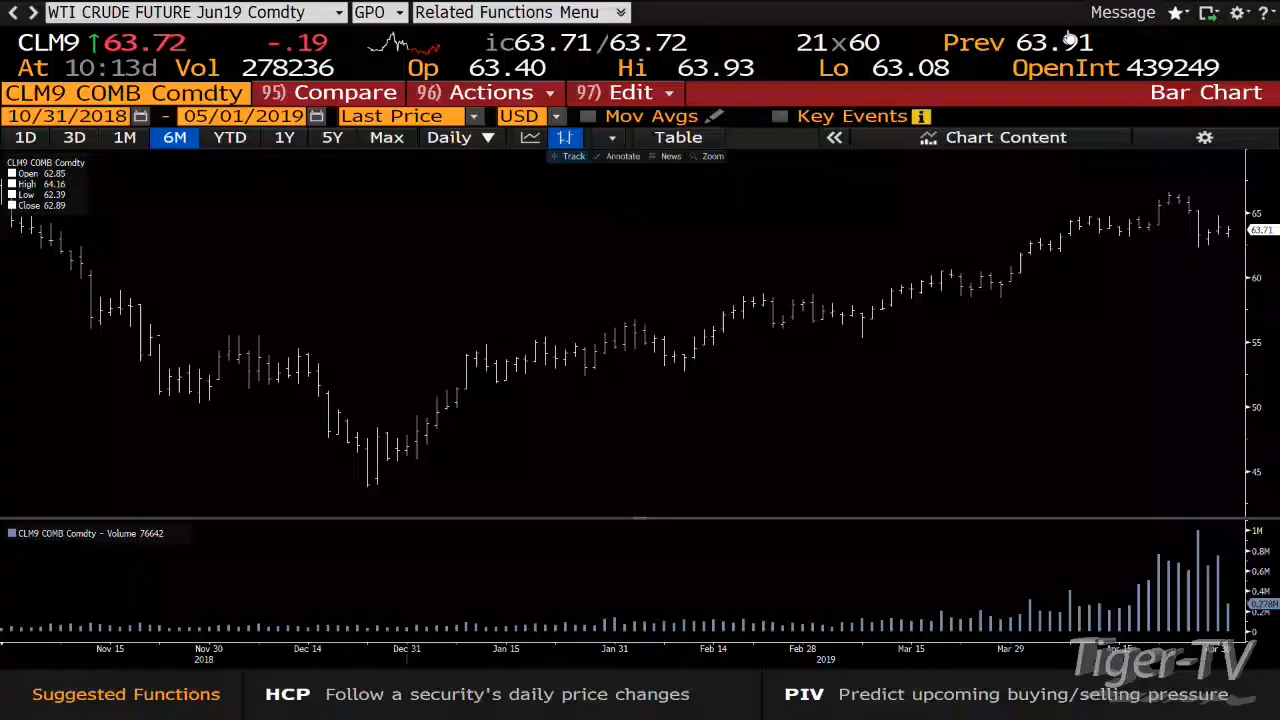 WTI CRUDE FUTURE Jun19 Comdty GPO Related Functions Menu Message ?
CLM9 ↑63.72 -.19 ic63.71/63.72 21x60 Prev 63.91
At 10:13d Vol 278236 Op 63.40 Hi 63.93 Lo 63.08 OpenInt 439249
CLM9 COMB Comdty 95) Compare 96) Actions 97) Edit Bar Chart
10/31/2018 - 05/01/2019 Last Price USD Mov Avgs Key Events i
1D 3D 1M 6M YTD 1Y 5Y Max Daily ▼ Table « Chart Content
Track Annotate News Zoom
CLM9 COMB Comdty
Open 62.85
High 64.16
Low 62.39
Close 62.89
65
63.71
60
55
50
45
CLM9 COMB Comdty - Volume 76642
1M
0.8M
0.6M
0.4M
0.278M
0.2M
0
Nov 15 Nov 30 Dec 14 Dec 31 Jan 15 Jan 31 Feb 14 Feb 28 Mar 15 Mar 29 Apr 15 Apr 30
2018 2019
Tiger-TV
Suggested Functions HCP Follow a security's daily price changes PIV Predict upcoming buying/selling pressure